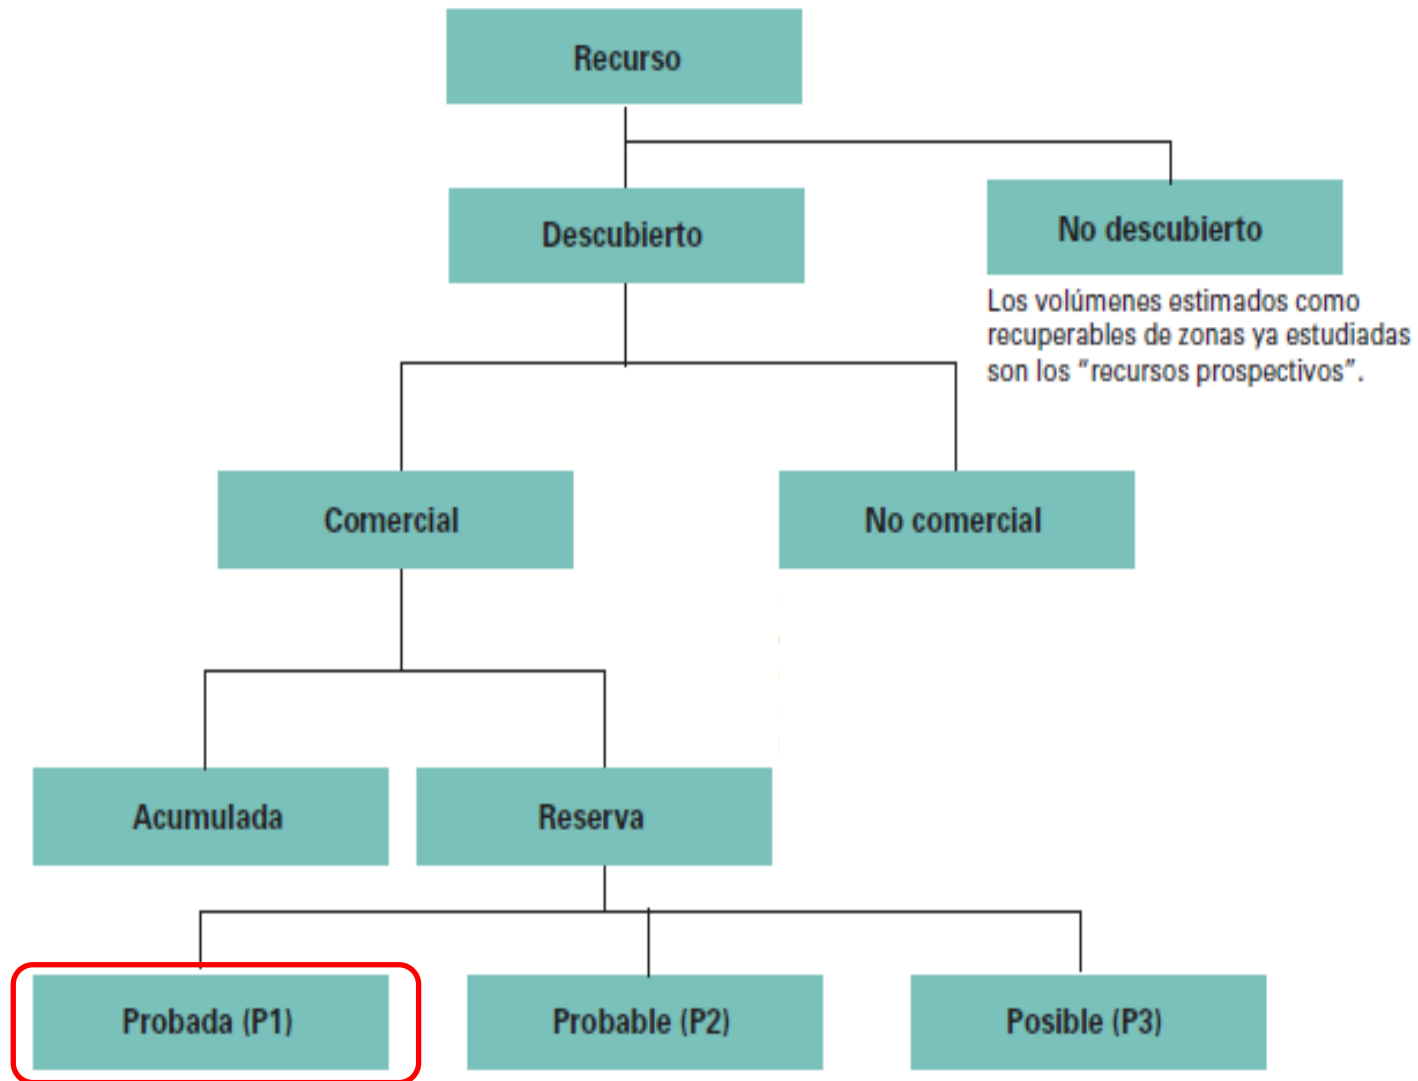 Recurso
Descubierto
No descubierto
Los volúmenes estimados como
recuperables de zonas ya estudiadas
son los “recursos prospectivos”.
Comercial
No comercial
Acumulada
Reserva
Probada (P1)
Probable (P2)
Posible (P3)